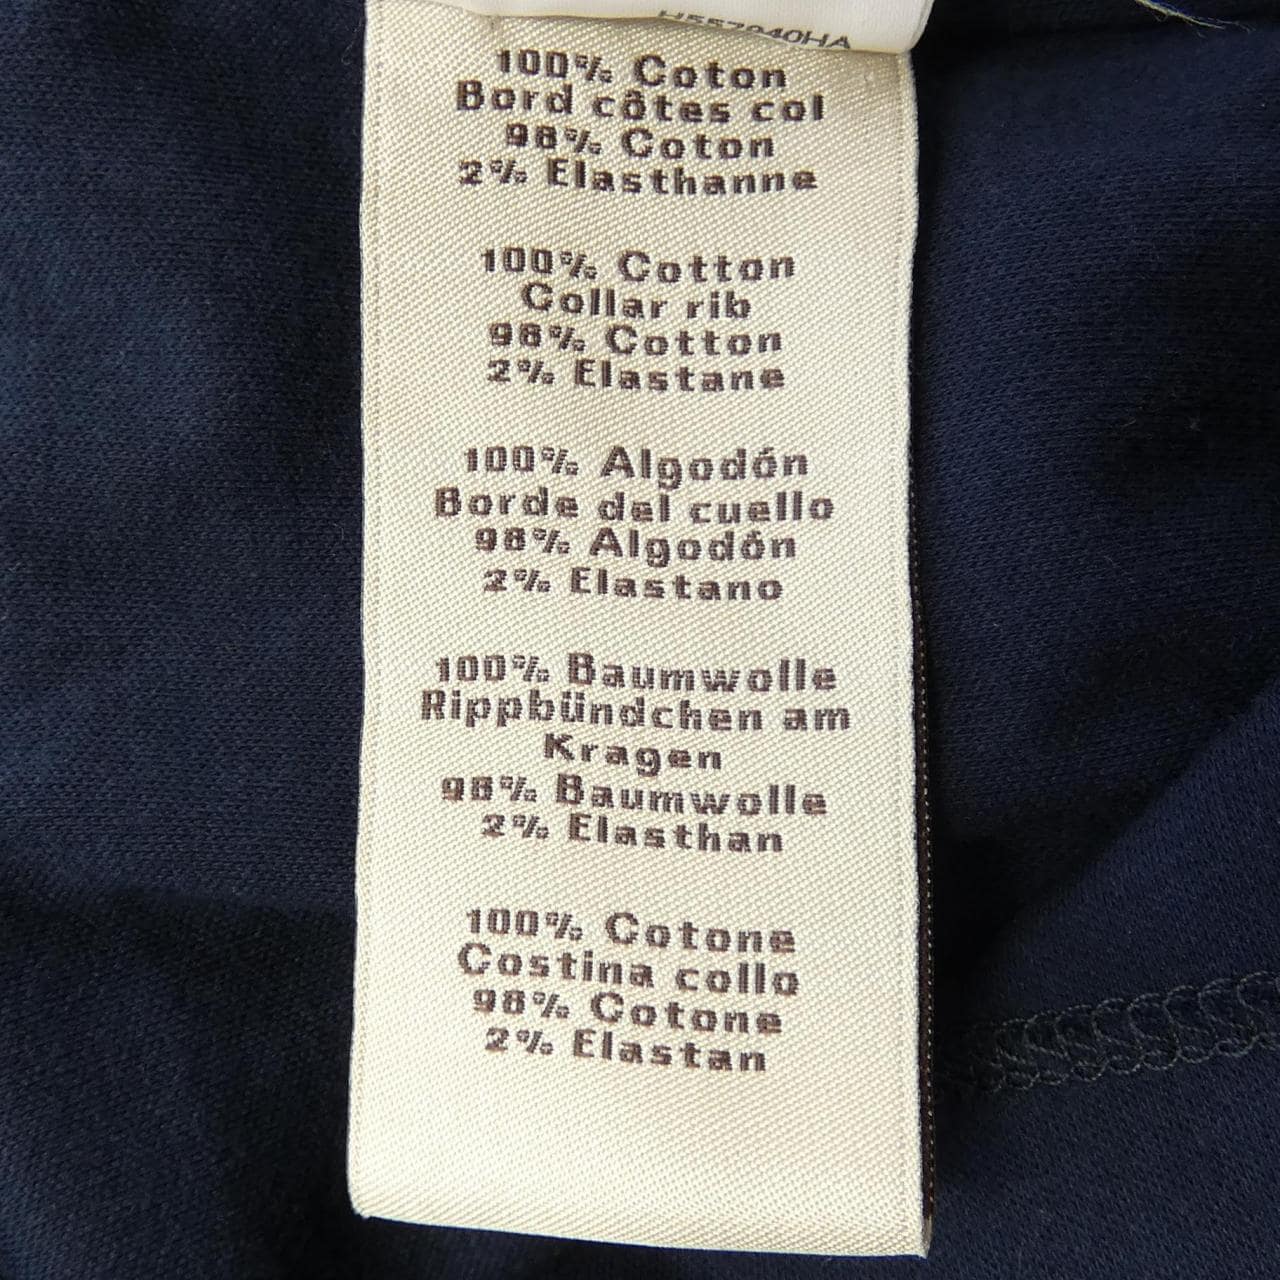 H557940HA
100% Coton
Bord côtes col
98% Coton
2% Elasthanne
100% Cotton
Collar rib
98% Cotton
2% Elastane
100% Algodón
Borde del cuello
98% Algodón
2% Elastano
100% Baumwolle
Rippbündchen am
Kragen
98% Baumwolle
2% Elasthan
100% Cotone
Costina collo
98% Cotone
2% Elastan